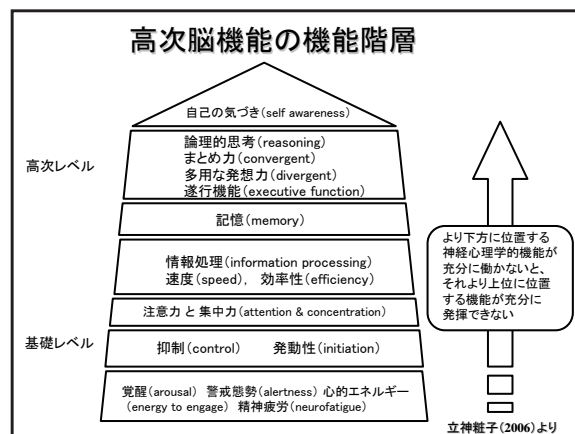 高次脳機能の機能階層
自己の気づき(self awareness)
高次レベル
論理的思考(reasoning)
まとめ力(convergent)
多用な発想力(divergent)
遂行機能(executive function)
記憶(memory)
情報処理(information processing)
速度(speed)， 効率性(efficiency)
注意力 と 集中力(attention & concentration)
基礎レベル
抑制(control) 発動性(initiation)
覚醒(arousal) 警戒態勢(alertness) 心的エネルギー
(energy to engage) 精神疲労(neurofatigue)
より下方に位置する
神経心理学的機能が
充分に働かないと、
それより上位に位置
する機能が充分に
発揮できない
立神粧子(2006)より